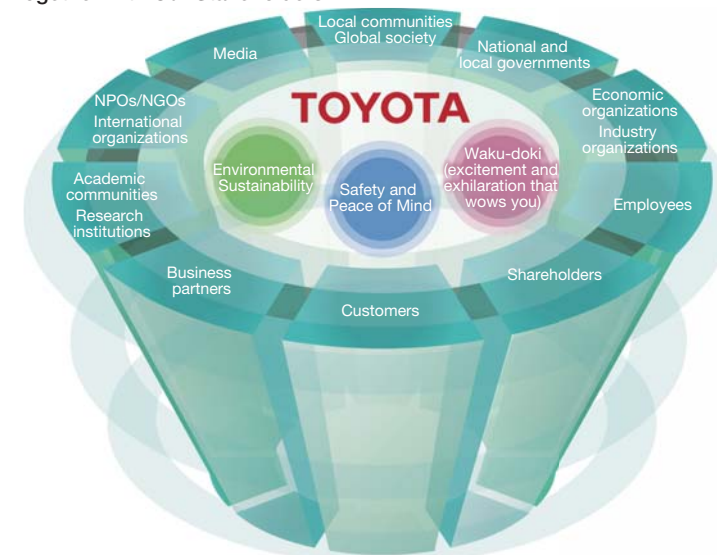 Local communities
Global society
Media
National and
local governments
NPOs/NGOs
International
organizations
Economic
organizations
Industry
organizations
TOYOTA
Environmental
Sustainability
Safety and
Peace of Mind
Waku-doki
(excitement and
exhilaration that
wows you)
Academic
communities
Research
institutions
Employees
Business
partners
Shareholders
Customers